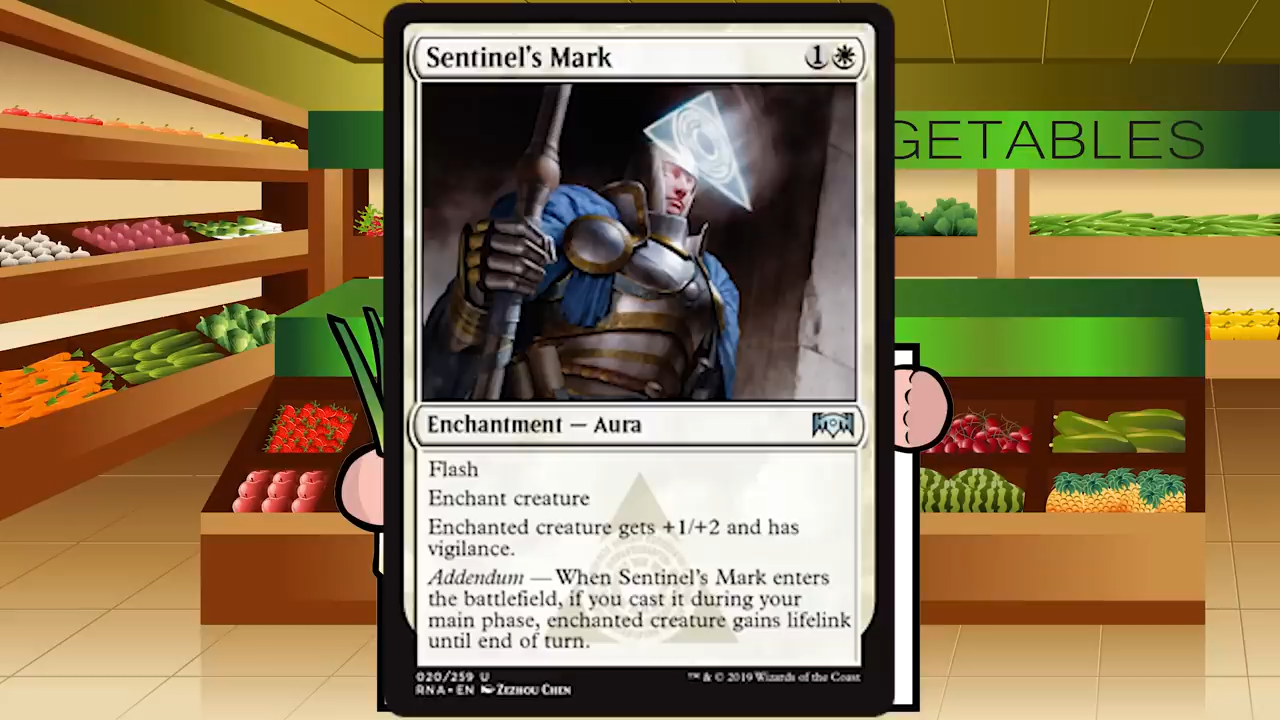 Sentinel's Mark 1
GETABLES
Enchantment — Aura
Flash
Enchant creature
Enchanted creature gets +1/+2 and has
vigilance.
Addendum — When Sentinel's Mark enters
the battlefield, if you cast it during your
main phase, enchanted creature gains lifelink
until end of turn.
020/259 U
RNA • EN Zezhou Chen
™ & © 2019 Wizards of the Coast